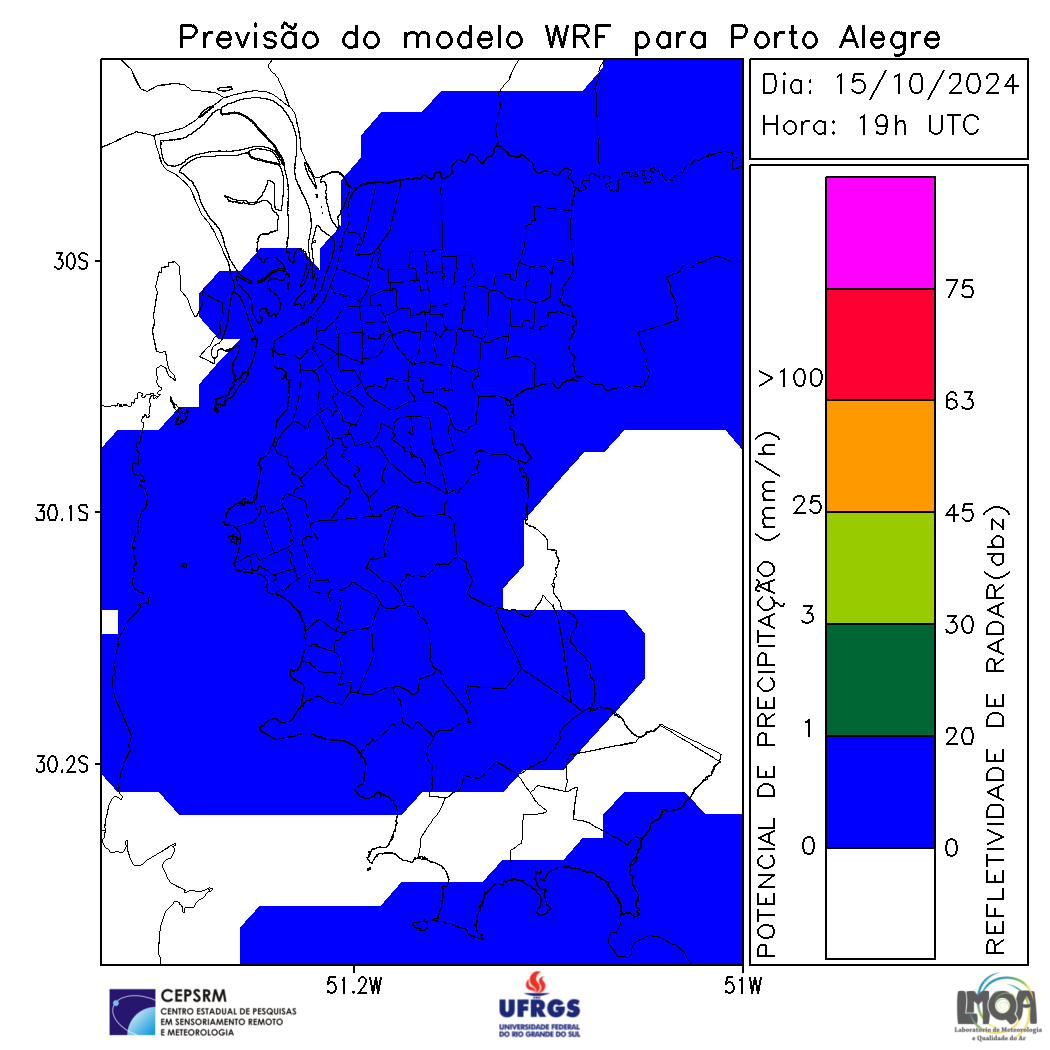 Previsão do modelo WRF para Porto Alegre
Dia: 15/10/2024
Hora: 19h UTC
30S
30.1S
30.2S
51.2W
51W
POTENCIAL DE PRECIPITAÇÃO (mm/h)
>100
25
3
1
0
75
63
45
30
20
0
REFLETIVIDADE DE RADAR(dbz)
CEPSRM
CENTRO ESTADUAL DE PESQUISAS
EM SENSORIAMENTO REMOTO
E METEOROLOGIA
UFRGS
UNIVERSIDADE FEDERAL
DO RIO GRANDE DO SUL
LMQA
Laboratório de Meteorologia
e Qualidade do Ar